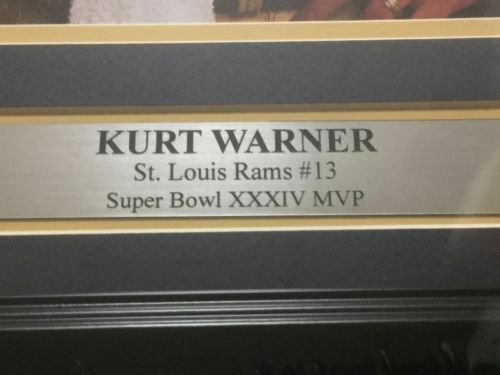 KURT WARNER
St. Louis Rams #13
Super Bowl XXXIV MVP